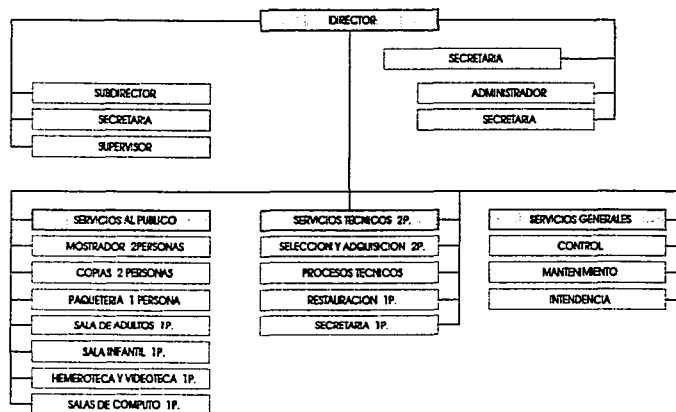 DIRECTOR
SECRETARIA
SUBDIRECTOR
ADMINISTRADOR
SECRETARIA
SECRETARIA
SUPERVISOR
SERVICIOS AL PUBLICO
SERVICIOS TECNICOS 2P.
SERVICIOS GENERALES
MOSTRADOR 2PERSONAS
SELECCION Y ADQUISICION 2P.
CONTROL
COPIAS 2 PERSONAS
PROCESOS TECNICOS
MANTENIMIENTO
PAQUETERIA 1 PERSONA
RESTAURACION 1P.
INTENDENCIA
SALA DE ADULTOS 1P.
SECRETARIA 1P.
SALA INFANTIL 1P.
HEMEROTECA Y VIDEOTECA 1P.
SALAS DE COMPUTO 1P.